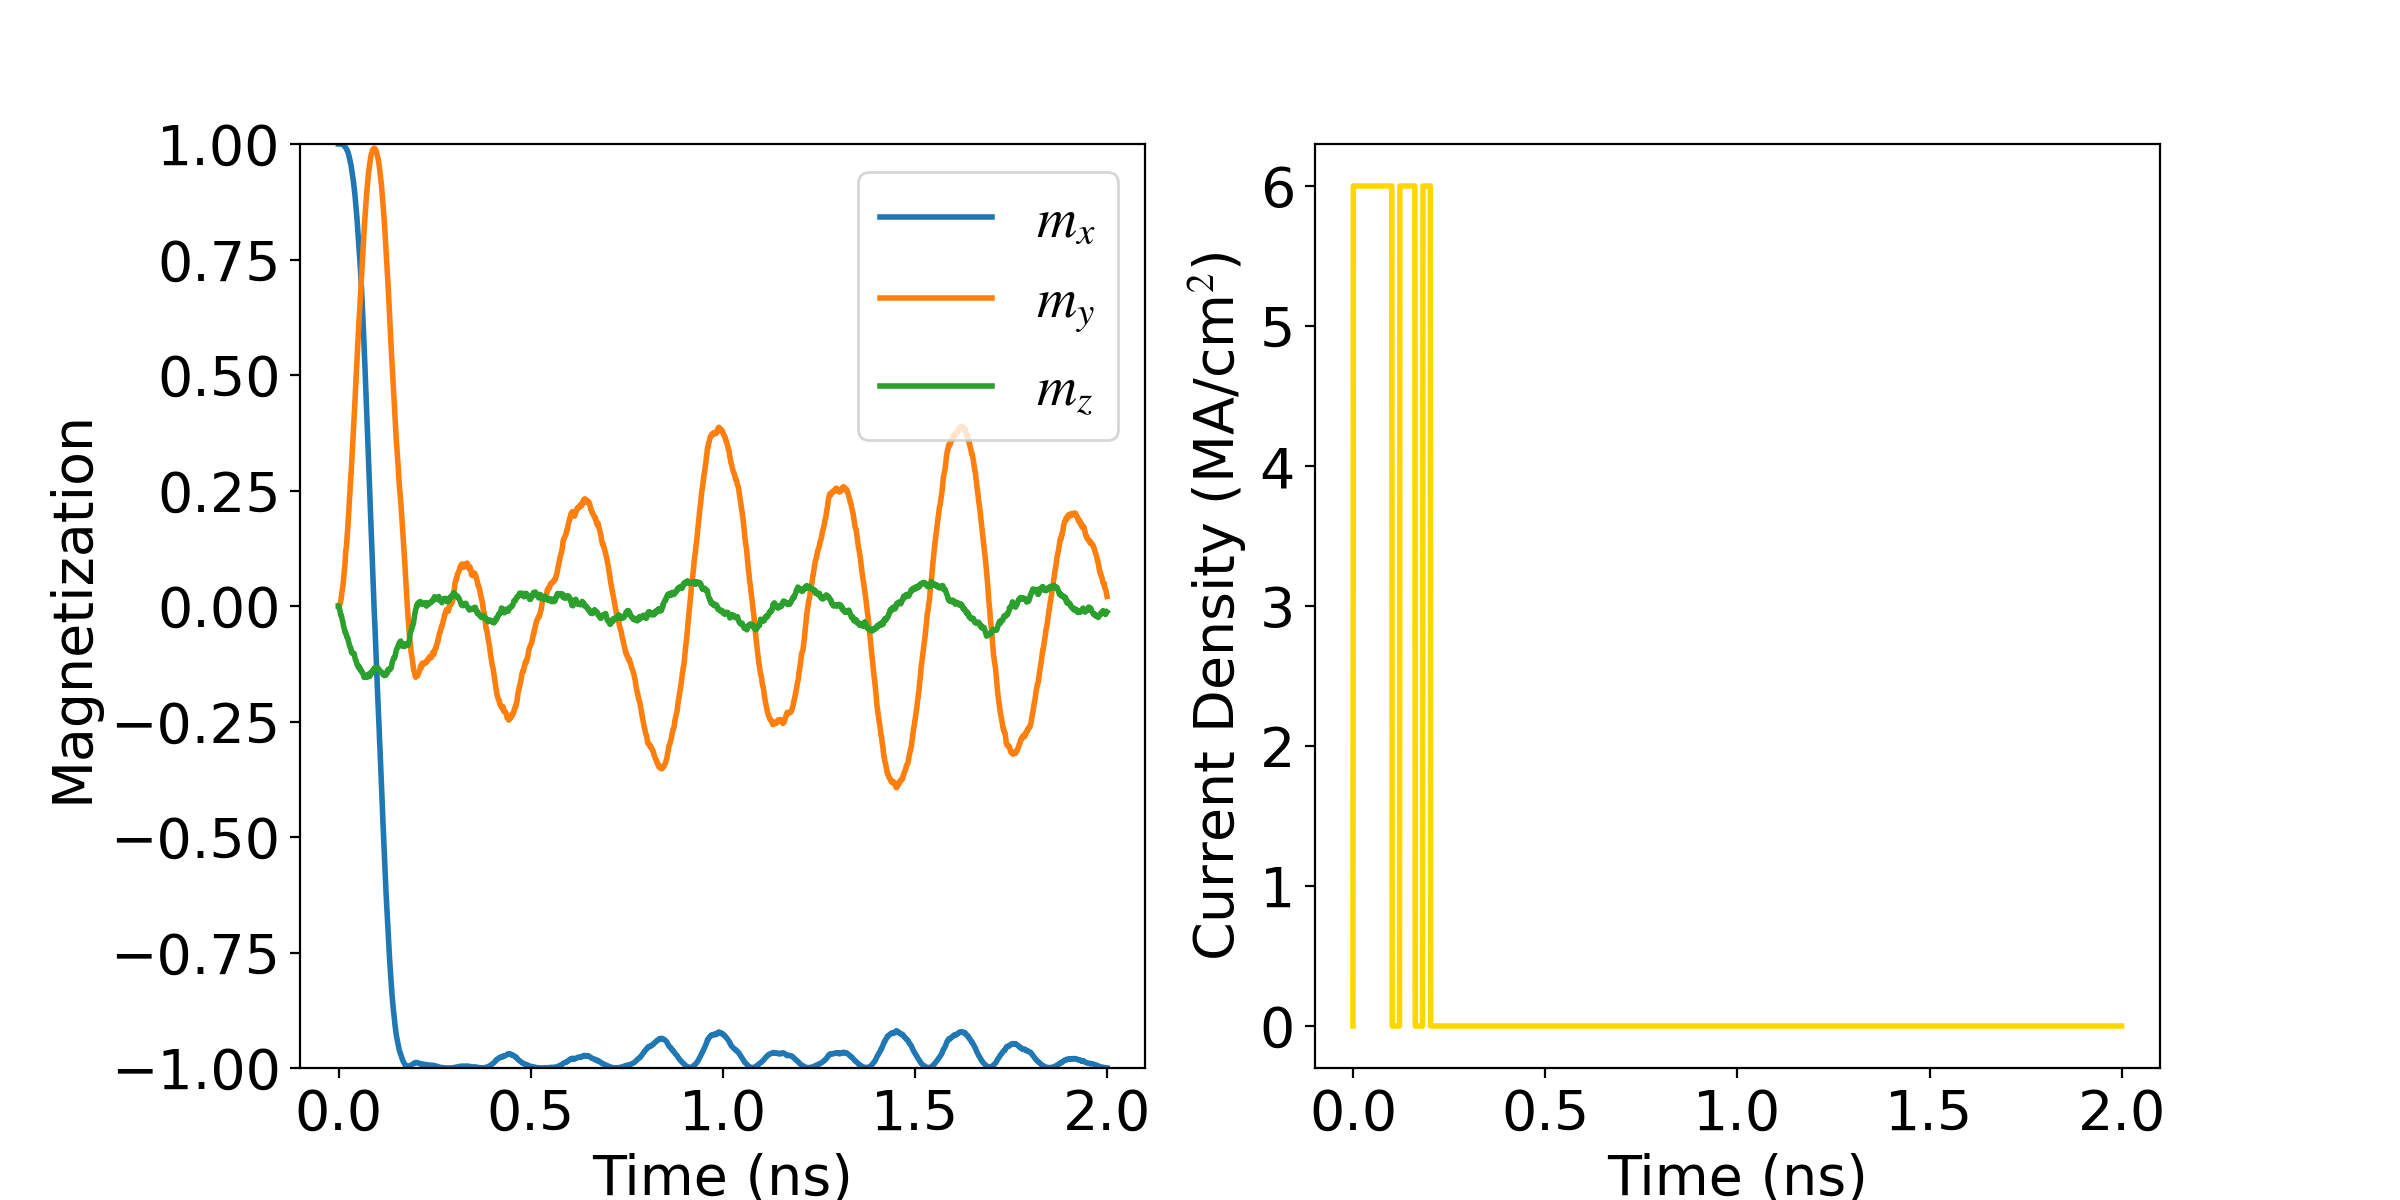 1.00
0.75
0.50
0.25
0.00
−0.25
−0.50
−0.75
−1.00
Magnetization
0.0 0.5 1.0 1.5 2.0
Time (ns)
m_x
m_y
m_z
6
5
4
3
2
1
0
Current Density (MA/cm²)
0.0 0.5 1.0 1.5 2.0
Time (ns)